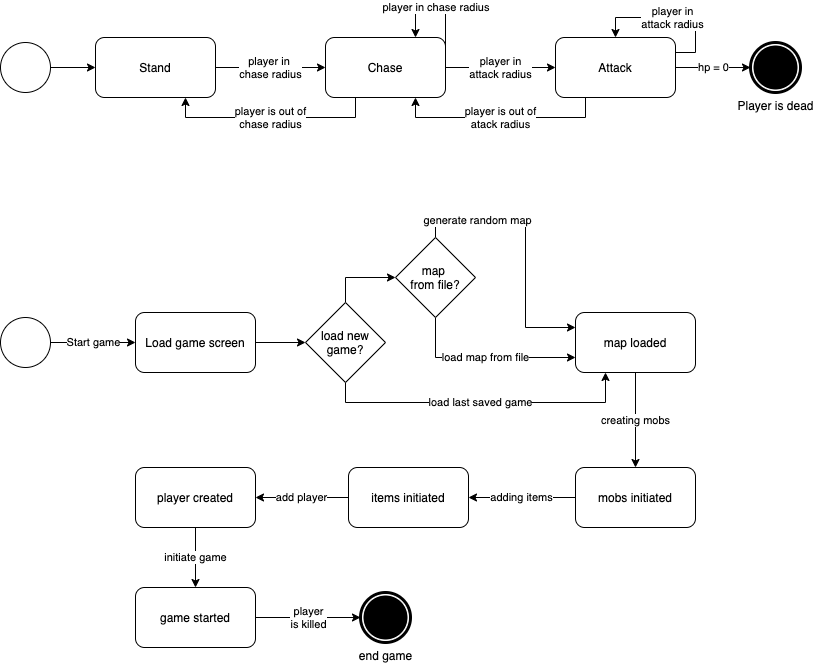 player in chase radius
player in
attack radius
Stand
player in
chase radius
Chase
player in
attack radius
Attack
hp = 0
Player is dead
player is out of
chase radius
player is out of
atack radius
generate random map
map
from file?
Start game
Load game screen
load new
game?
map loaded
load map from file
load last saved game
creating mobs
player created
add player
items initiated
adding items
mobs initiated
initiate game
game started
player
is killed
end game